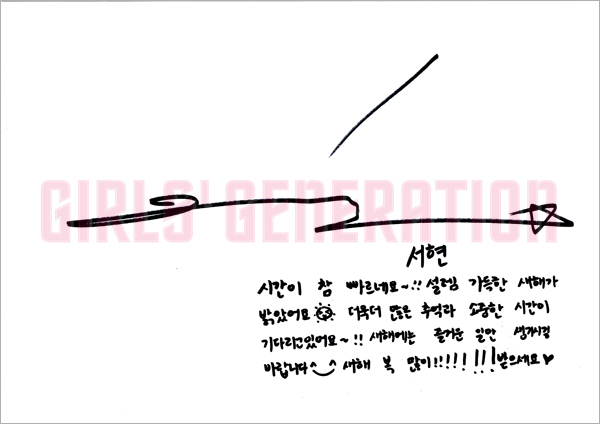 GIRLS' GENERATION
서현
시간이 참 빠르네요~!! 설렘 가득한 새해가
밝았어요 더욱더 많은 추억과 소중한 시간이
기다리고있어요~!! 새해에는 즐거운 일만 생기시길
바랍니다^_^ 새해 복 많이!!!!!!!!받으세요♥